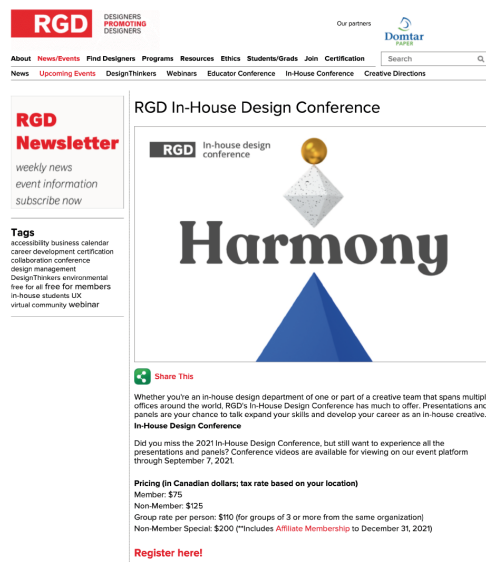 RGD
DESIGNERS
PROMOTING
DESIGNERS
Our partners
Domtar
PAPER
About News/Events Find Designers Programs Resources Ethics Students/Grads Join Certification
Search
News Upcoming Events DesignThinkers Webinars Educator Conference In-House Conference Creative Directions
RGD
Newsletter
weekly news
event information
subscribe now
Tags
accessibility business calendar
career development certification
collaboration conference
design management
DesignThinkers environmental
free for all free for members
in-house students UX
virtual community webinar
RGD In-House Design Conference
RGD
In-house design
conference
Harmony
Share This
Whether you're an in-house design department of one or part of a creative team that spans multipl
offices around the world, RGD's In-House Design Conference has much to offer. Presentations and
panels are your chance to talk expand your skills and develop your career as an in-house creative.
In-House Design Conference
Did you miss the 2021 In-House Design Conference, but still want to experience all the
presentations and panels? Conference videos are available for viewing on our event platform
through September 7, 2021.
Pricing (in Canadian dollars; tax rate based on your location)
Member: $75
Non-Member: $125
Group rate per person: $110 (for groups of 3 or more from the same organization)
Non-Member Special: $200 (**Includes Affiliate Membership to December 31, 2021)
Register here!